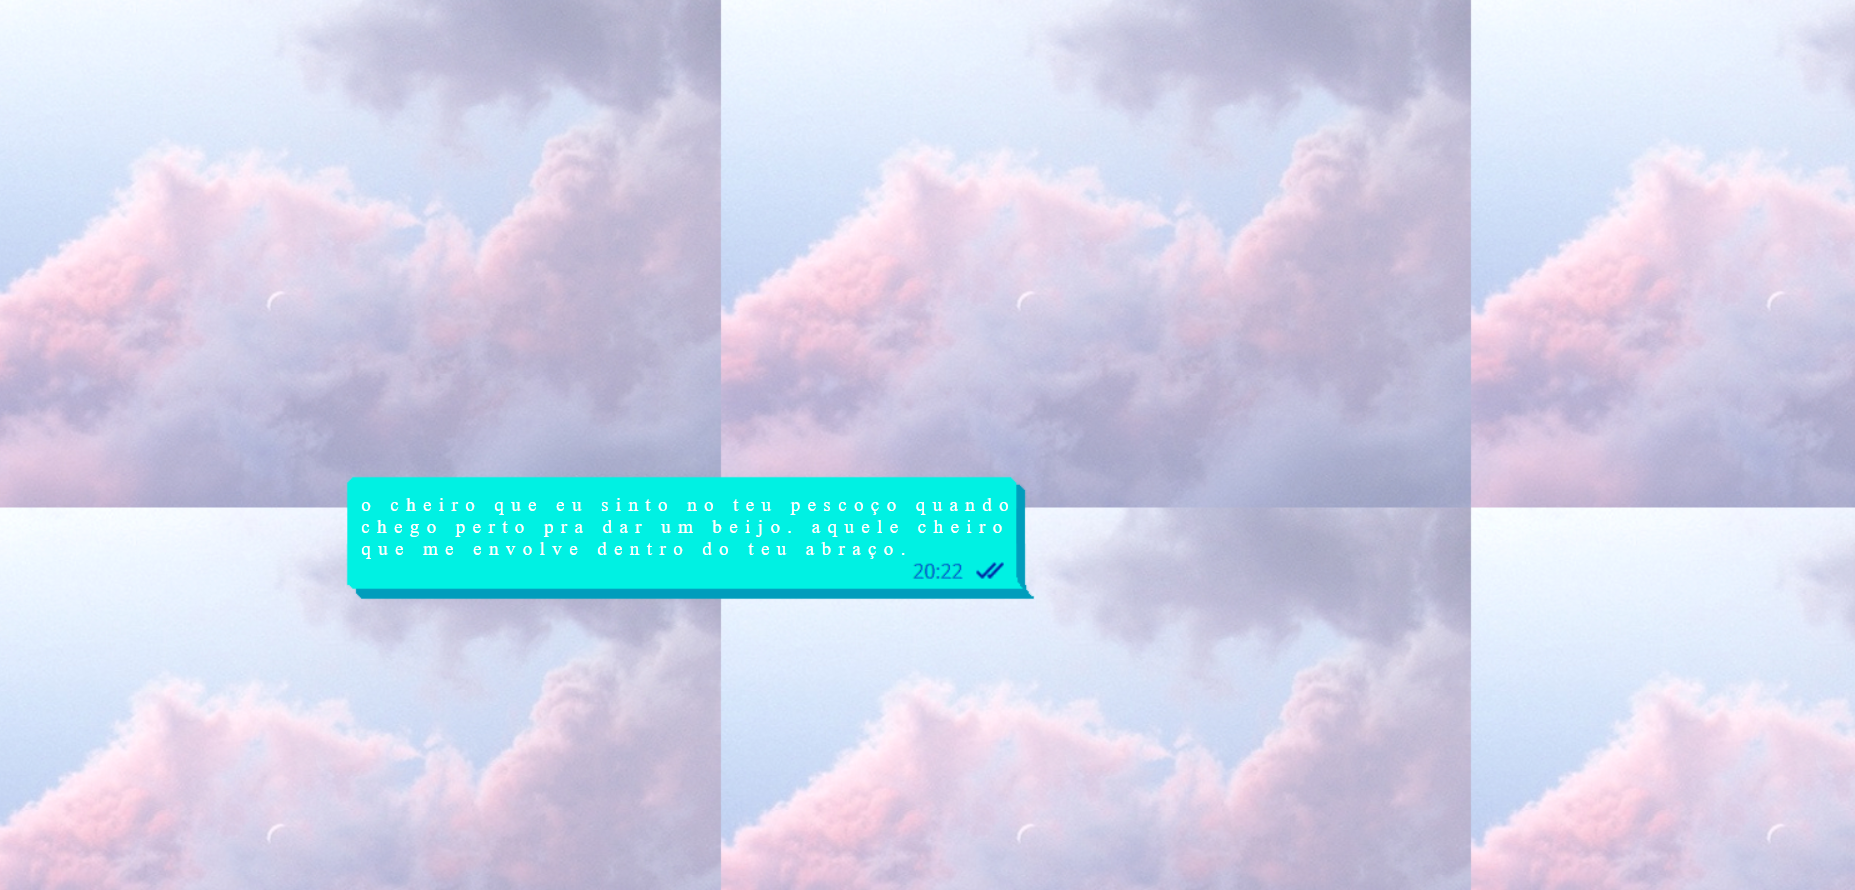 o cheiro que eu sinto no teu pescoço quando
chego perto pra dar um beijo. aquele cheiro
que me envolve dentro do teu abraço.
20:22